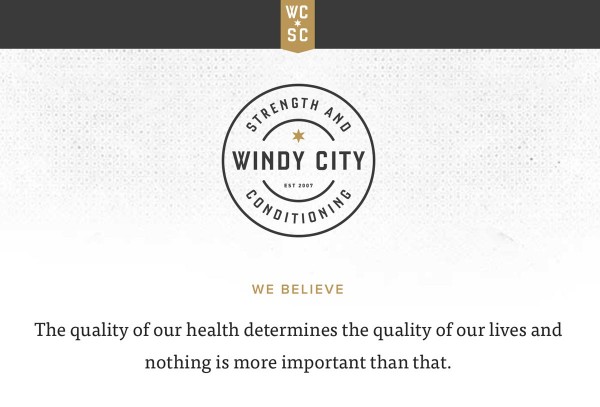 WC
SC
STRENGTH AND
WINDY CITY
EST 2007
CONDITIONING
WE BELIEVE
The quality of our health determines the quality of our lives and
nothing is more important than that.